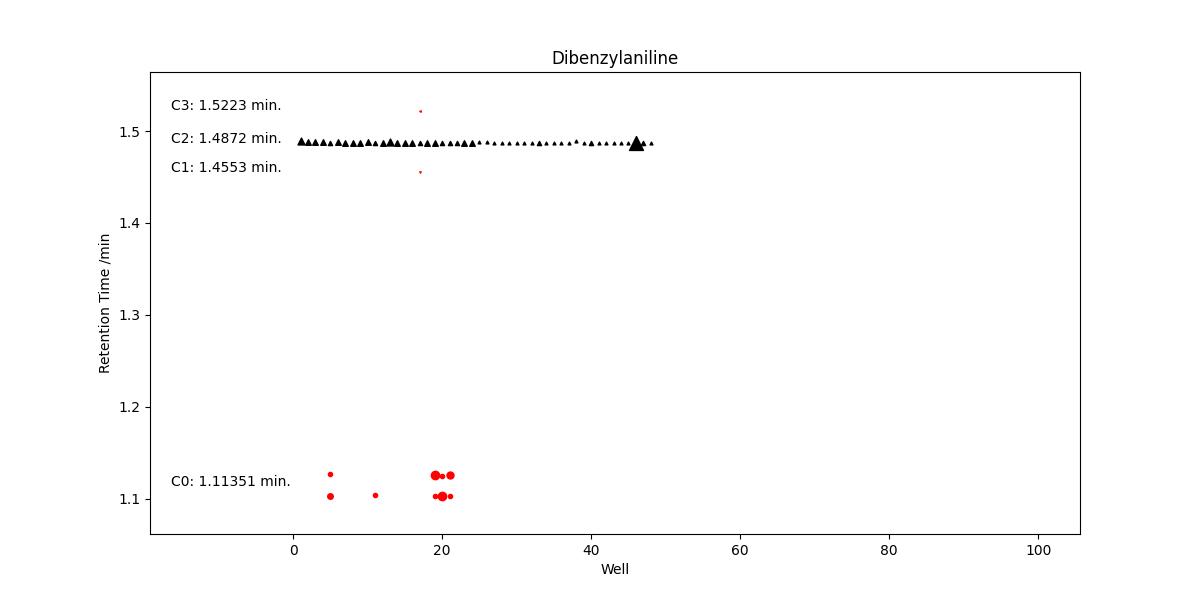 Dibenzylaniline
C3: 1.5223 min.
C2: 1.4872 min.
C1: 1.4553 min.
C0: 1.11351 min.
1.5
1.4
1.3
1.2
1.1
Retention Time /min
0 20 40 60 80 100
Well